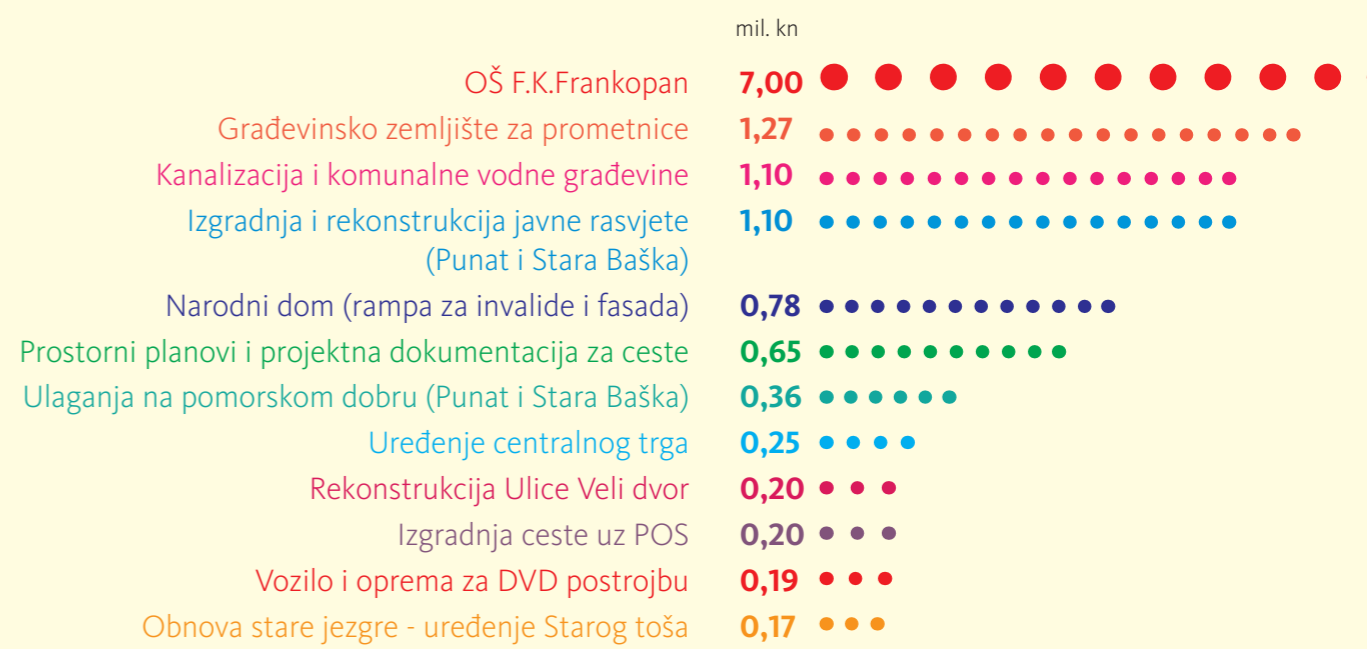 mil. kn
OŠ F.K.Frankopan 7,00
Građevinsko zemljište za prometnice 1,27
Kanalizacija i komunalne vodne građevine 1,10
Izgradnja i rekonstrukcija javne rasvjete 1,10
(Punat i Stara Baška)
Narodni dom (rampa za invalide i fasada) 0,78
Prostorni planovi i projektna dokumentacija za ceste 0,65
Ulaganja na pomorskom dobru (Punat i Stara Baška) 0,36
Uređenje centralnog trga 0,25
Rekonstrukcija Ulice Veli dvor 0,20
Izgradnja ceste uz POS 0,20
Vozilo i oprema za DVD postrojbu 0,19
Obnova stare jezgre - uređenje Starog toša 0,17